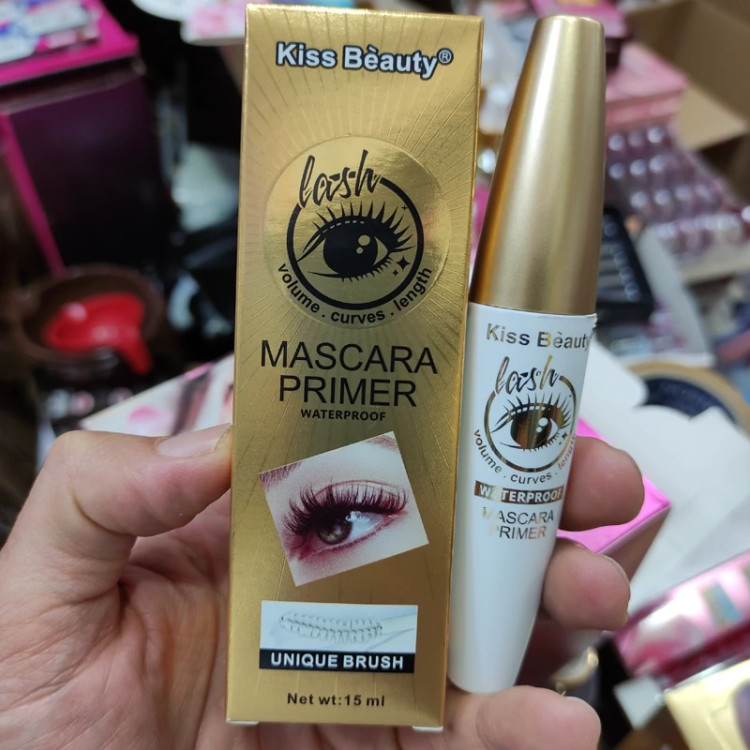 Kiss Bèauty®
lash
volume . curves . length
MASCARA
PRIMER
WATERPROOF
UNIQUE BRUSH
Net wt:15 ml
Kiss Bèauty
lash
volume . curves . length
WATERPROOF
MASCARA
PRIMER